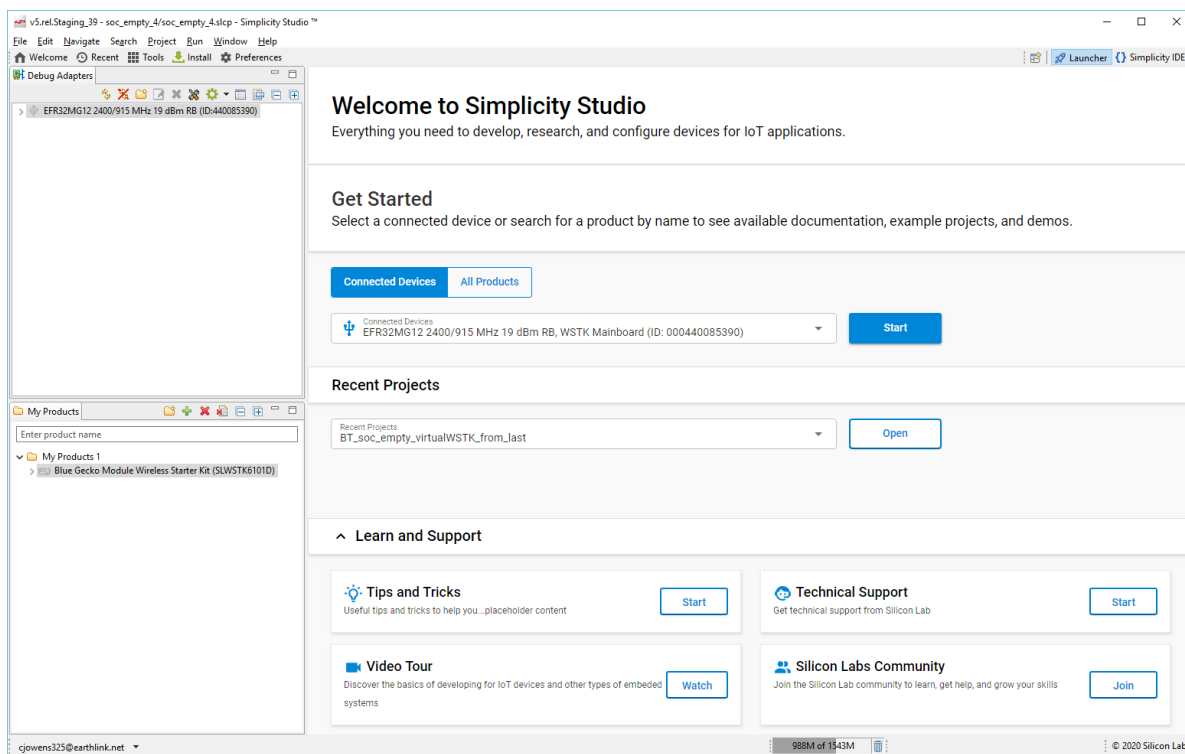 v5.rel.Staging_39 - soc_empty_4/soc_empty_4.slcp - Simplicity Studio ™
File Edit Navigate Search Project Run Window Help
Welcome Recent Tools Install Preferences
Launcher Simplicity IDE
Debug Adapters
EFR32MG12 2400/915 MHz 19 dBm RB (ID:440085390)
Welcome to Simplicity Studio
Everything you need to develop, research, and configure devices for IoT applications.
Get Started
Select a connected device or search for a product by name to see available documentation, example projects, and demos.
Connected Devices All Products
Connected Devices
EFR32MG12 2400/915 MHz 19 dBm RB, WSTK Mainboard (ID: 000440085390)
Start
Recent Projects
My Products
Enter product name
My Products 1
Blue Gecko Module Wireless Starter Kit (SLWSTK6101D)
Recent Projects
BT_soc_empty_virtualWSTK_from_last
Open
Learn and Support
Tips and Tricks
Useful tips and tricks to help you...placeholder content
Start
Technical Support
Get technical support from Silicon Lab
Start
Video Tour
Discover the basics of developing for IoT devices and other types of embeded
systems
Watch
Silicon Labs Community
Join the Silicon Lab community to learn, get help, and grow your skills
Join
cjowens325@earthlink.net
988M of 1543M
© 2020 Silicon Lab